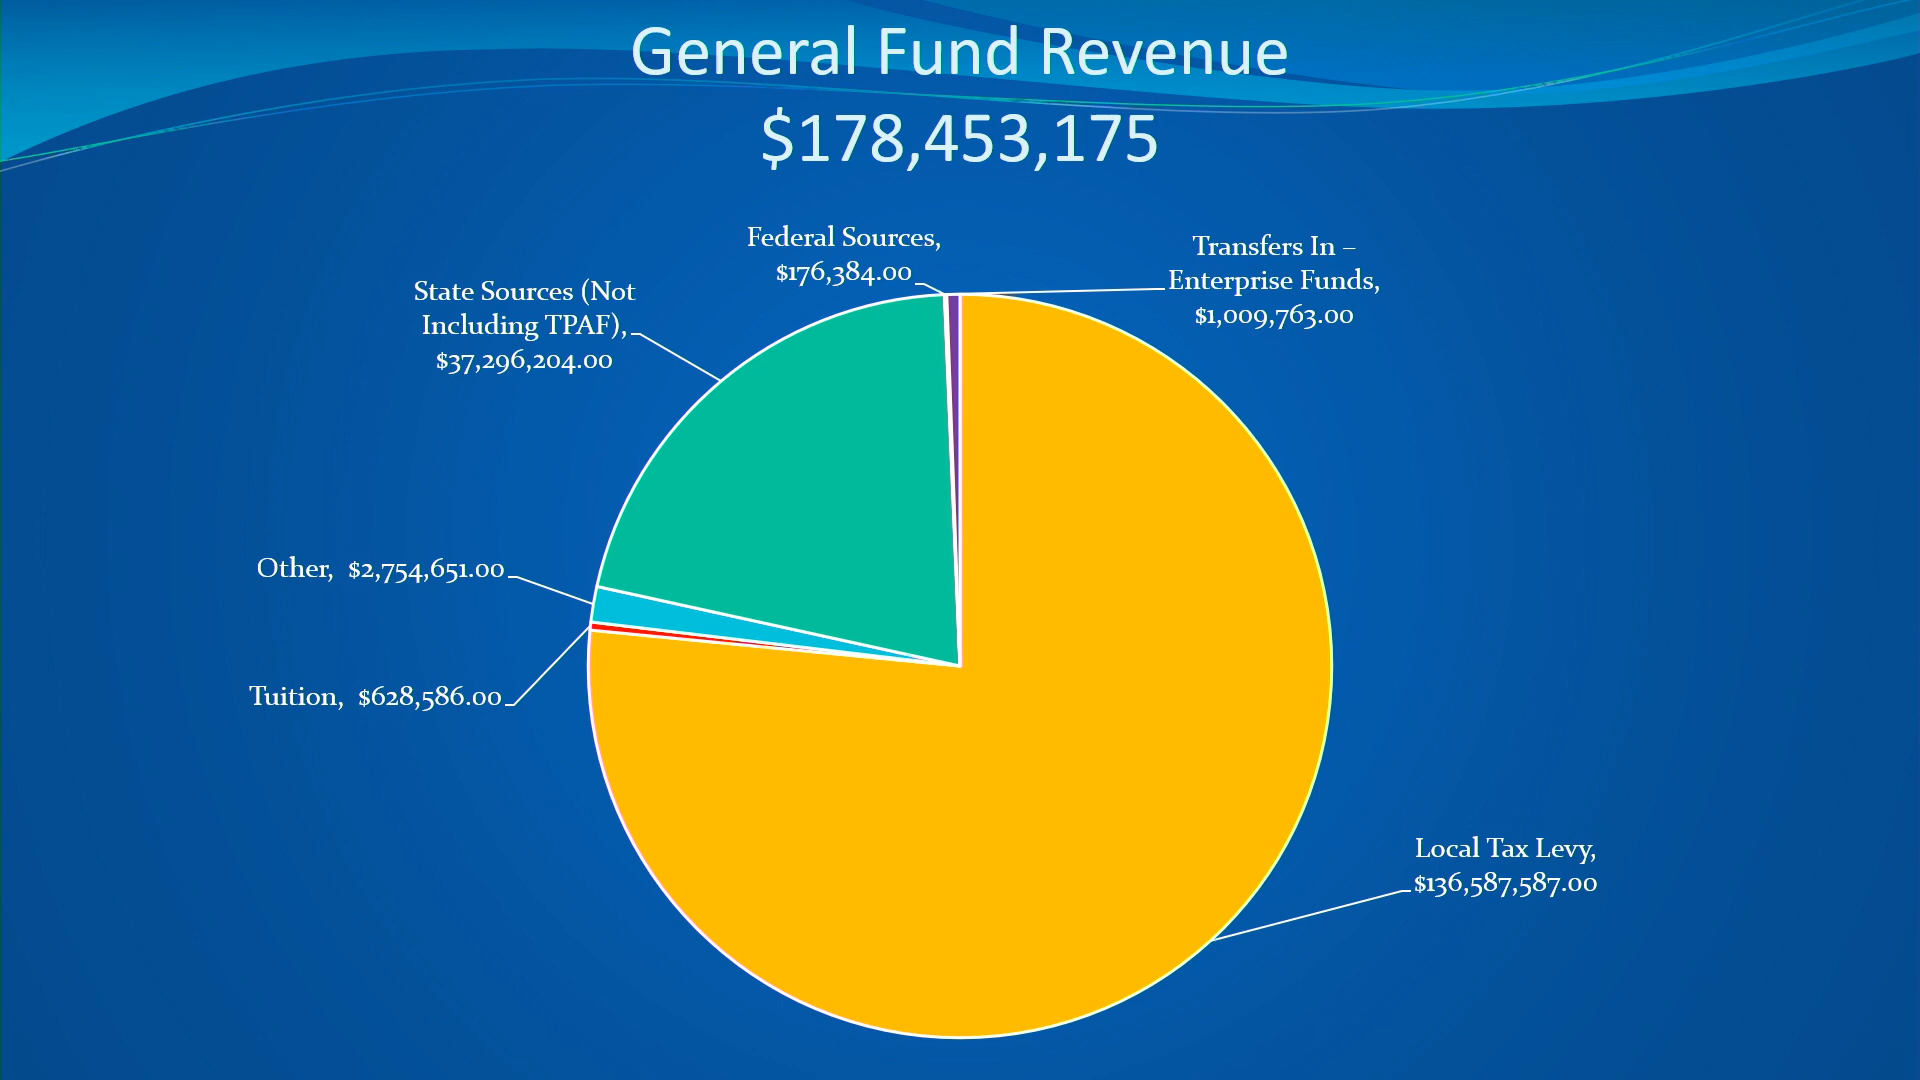 General Fund Revenue
$178,453,175
Federal Sources,
$176,384.00
Transfers In –
Enterprise Funds,
$1,009,763.00
State Sources (Not
Including TPAF),
$37,296,204.00
Other,  $2,754,651.00
Tuition,  $628,586.00
Local Tax Levy,
$136,587,587.00